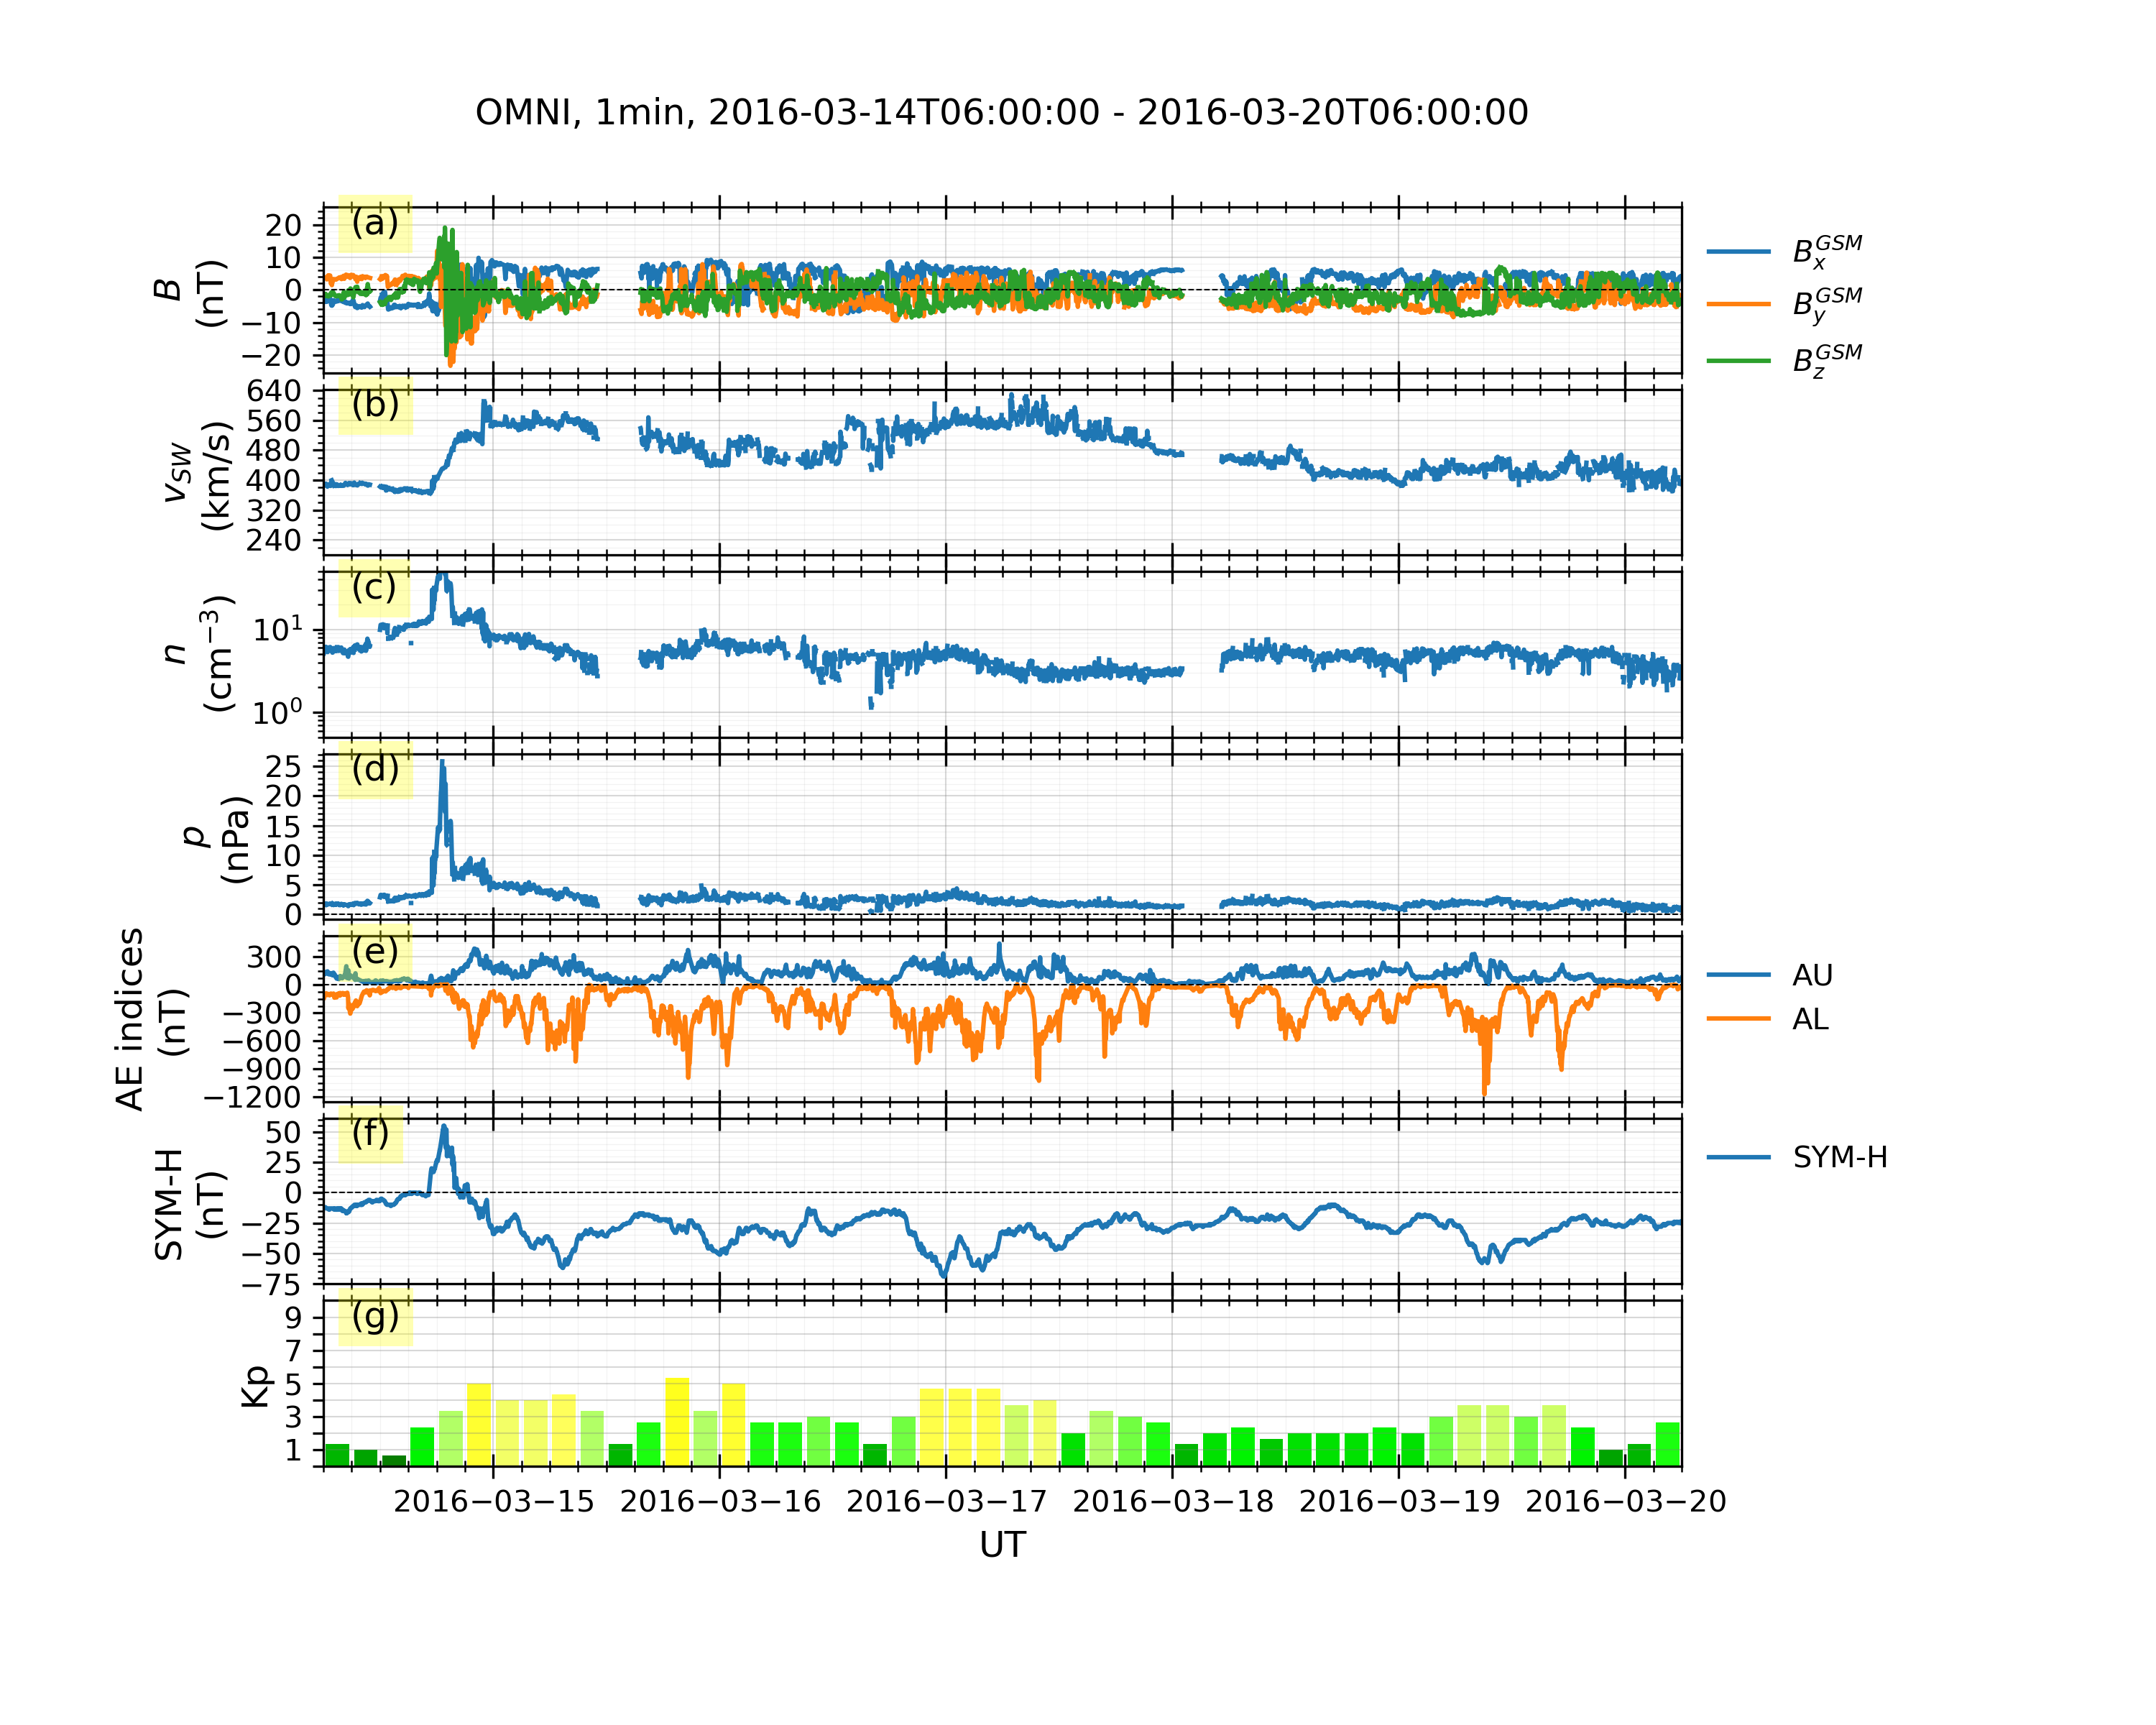 OMNI, 1min, 2016-03-14T06:00:00 - 2016-03-20T06:00:00
(a)
20
10
0
−10
−20
B
(nT)
B_x^GSM
B_y^GSM
B_z^GSM
(b)
640
560
480
400
320
240
v_SW
(km/s)
(c)
10^1
10^0
n
(cm^−3)
(d)
25
20
15
10
5
0
p
(nPa)
(e)
300
0
−300
−600
−900
−1200
AE indices
(nT)
AU
AL
(f)
50
25
0
−25
−50
−75
SYM-H
(nT)
SYM-H
(g)
9
7
5
3
1
Kp
2016−03−15 2016−03−16 2016−03−17 2016−03−18 2016−03−19 2016−03−20
UT